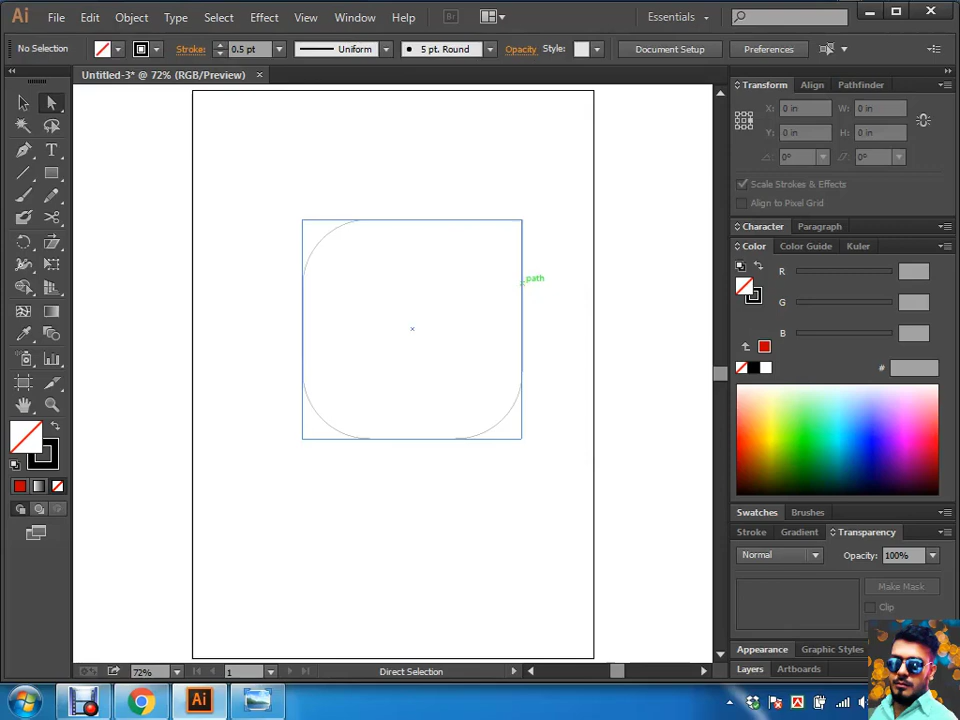 Ai File Edit Object Type Select Effect View Window Help Br Essentials
No Selection Stroke: 0.5 pt Uniform 5 pt. Round Opacity Style: Document Setup Preferences
Untitled-3* @ 72% (RGB/Preview)
Transform Align Pathfinder
X: 0 in W: 0 in
Y: 0 in H: 0 in
0° 0°
Scale Strokes & Effects
Align to Pixel Grid
Character Paragraph
Color Color Guide Kuler
R
G
B
#
path
Swatches Brushes
Stroke Gradient Transparency
Normal Opacity: 100%
Make Mask
Clip
Appearance Graphic Styles
Layers Artboards
72% 1 Direct Selection
Ai